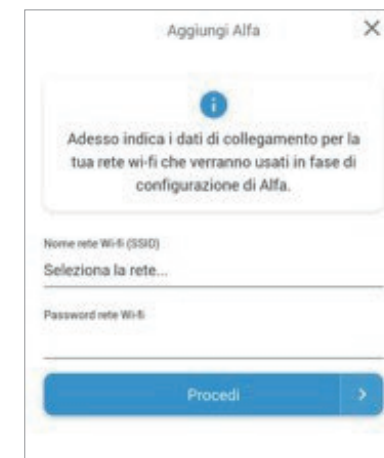 Aggiungi Alfa
Adesso indica i dati di collegamento per la
tua rete wi-fi che verranno usati in fase di
configurazione di Alfa.
Nome rete Wi-fi (SSID)
Seleziona la rete...
Password rete Wi-fi
Procedi